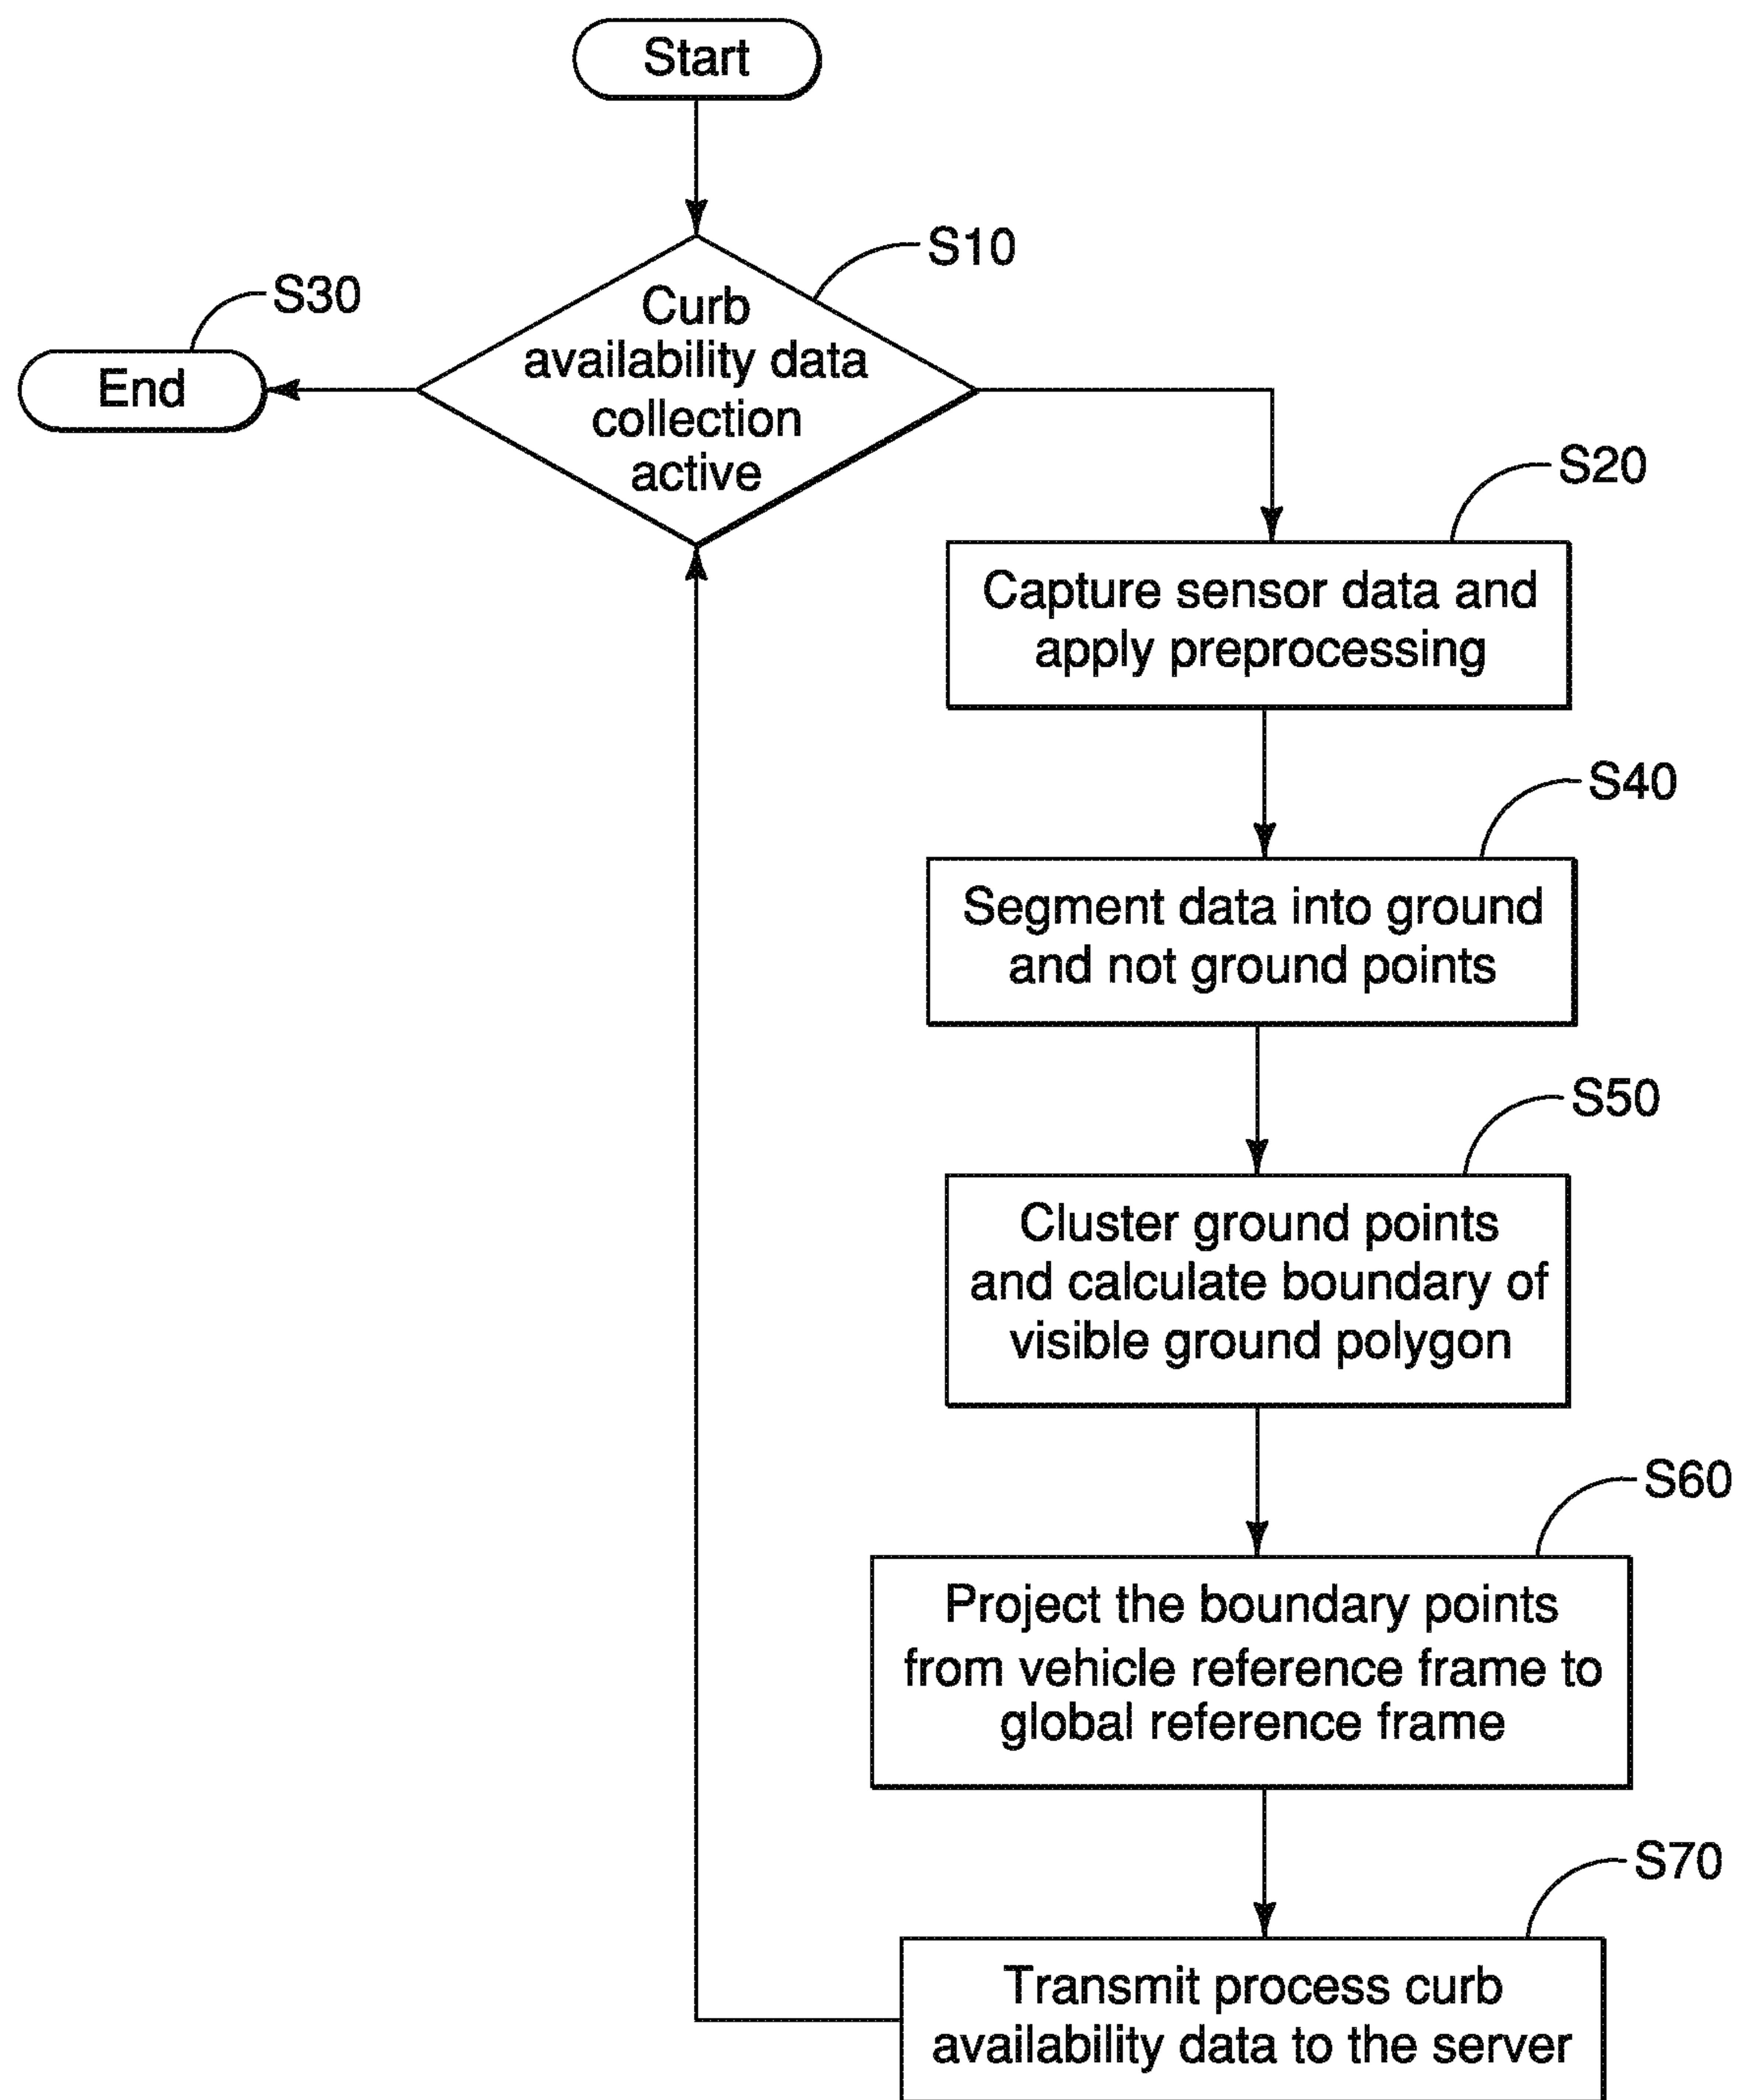 Start
S10
Curb
availability data
collection
active
S30
End
S20
Capture sensor data and
apply preprocessing
S40
Segment data into ground
and not ground points
S50
Cluster ground points
and calculate boundary of
visible ground polygon
S60
Project the boundary points
from vehicle reference frame to
global reference frame
S70
Transmit process curb
availability data to the server